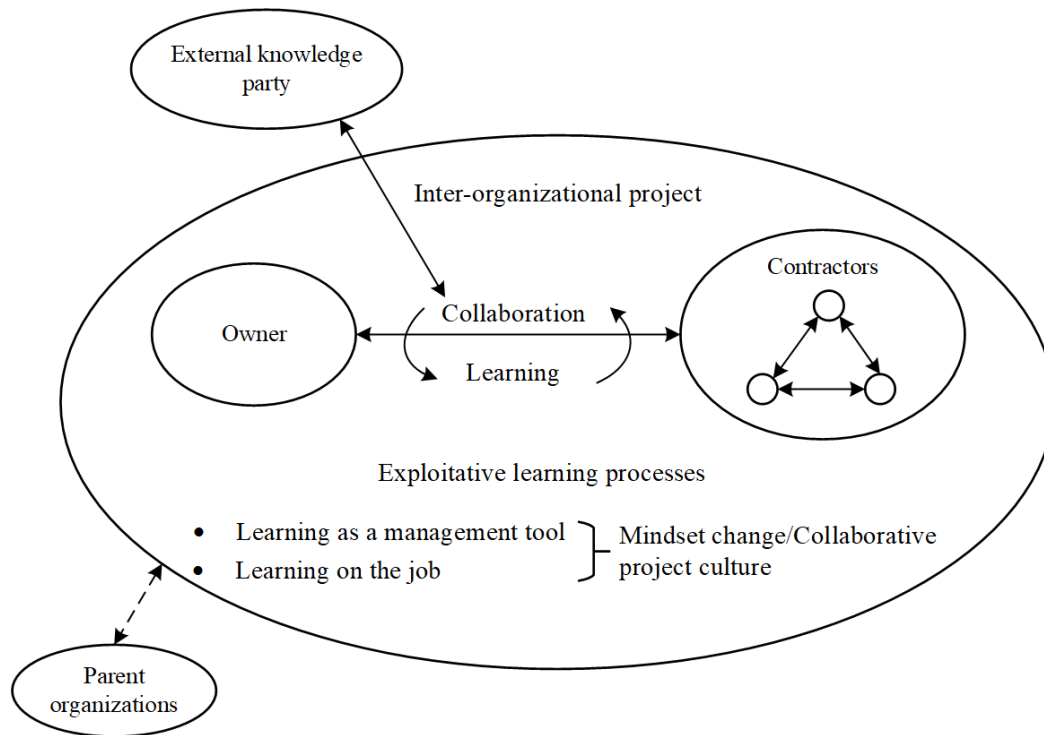 External knowledge
party
Inter-organizational project
Contractors
Owner
Collaboration
Learning
Exploitative learning processes
• Learning as a management tool
• Learning on the job
Mindset change/Collaborative
project culture
Parent
organizations